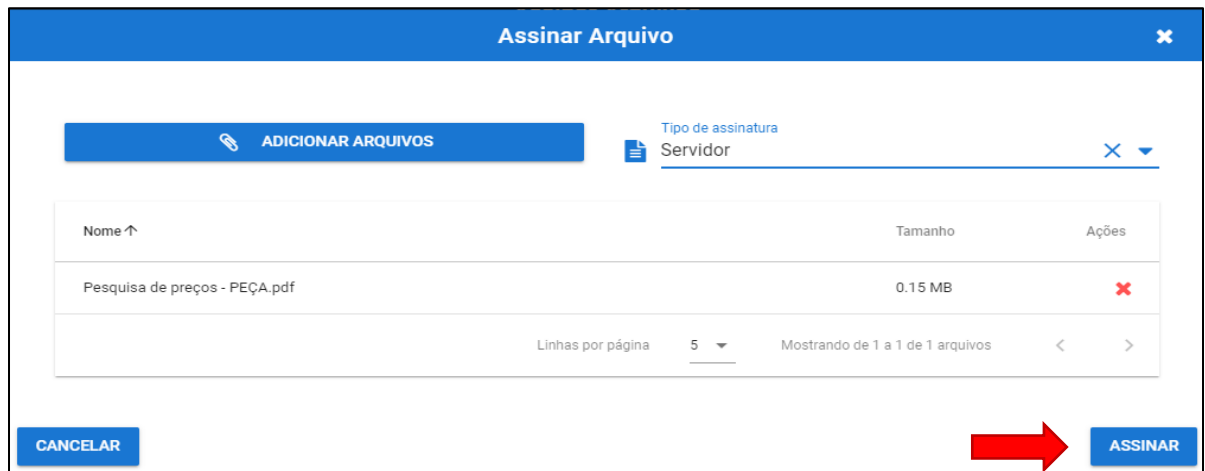 Assinar Arquivo
ADICIONAR ARQUIVOS
Tipo de assinatura
Servidor
Nome Tamanho Ações
Pesquisa de preços - PEÇA.pdf 0.15 MB
Linhas por página 5 Mostrando de 1 a 1 de 1 arquivos
CANCELAR ASSINAR